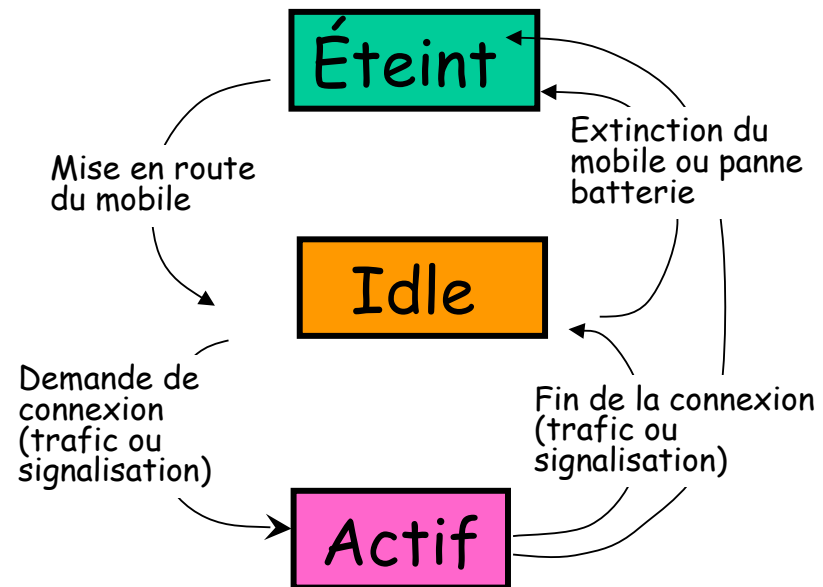 Éteint
Extinction du
mobile ou panne
batterie
Mise en route
du mobile
Idle
Demande de
connexion
(trafic ou
signalisation)
Fin de la connexion
(trafic ou
signalisation)
Actif